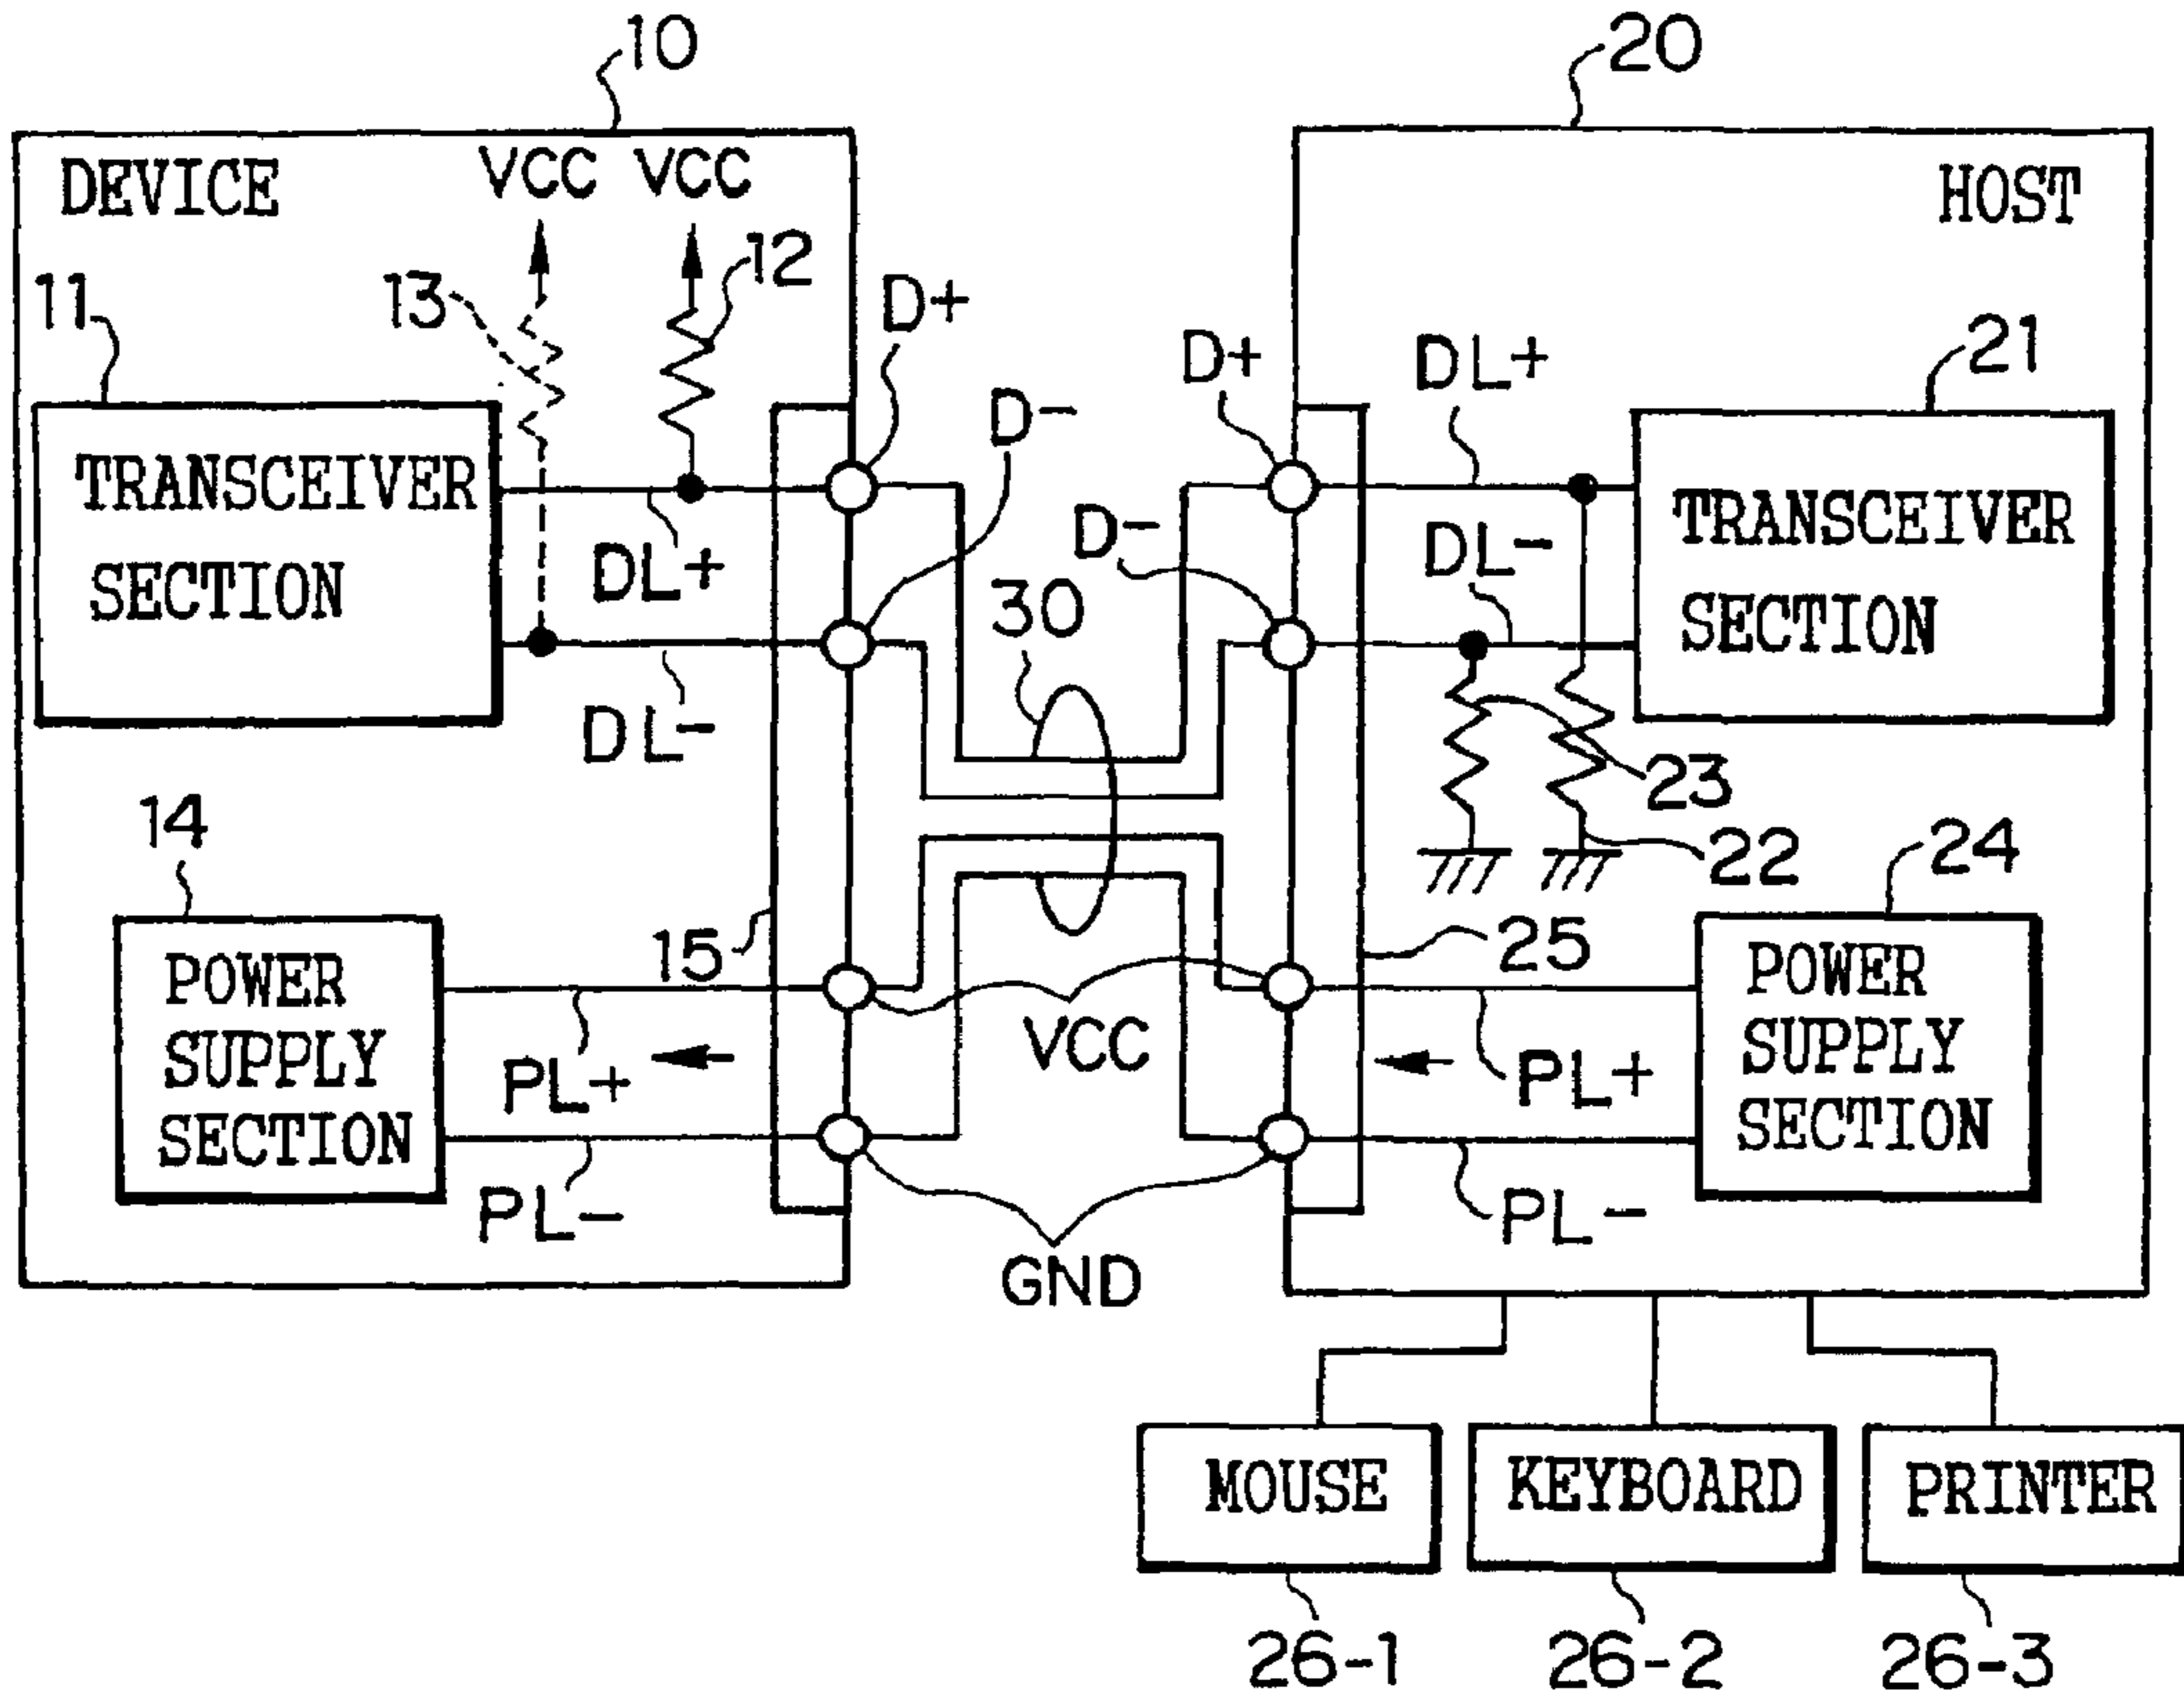 10
20
DEVICE
VCC
VCC
HOST
11
13
12
D+
D+
DL+
21
D-
TRANSCEIVER
SECTION
DL+
D-
DL-
TRANSCEIVER
SECTION
30
DL-
23
22
14
15
25
24
POWER
SUPPLY
SECTION
PL+
VCC
PL+
POWER
SUPPLY
SECTION
PL-
PL-
GND
MOUSE
KEYBOARD
PRINTER
26-1
26-2
26-3